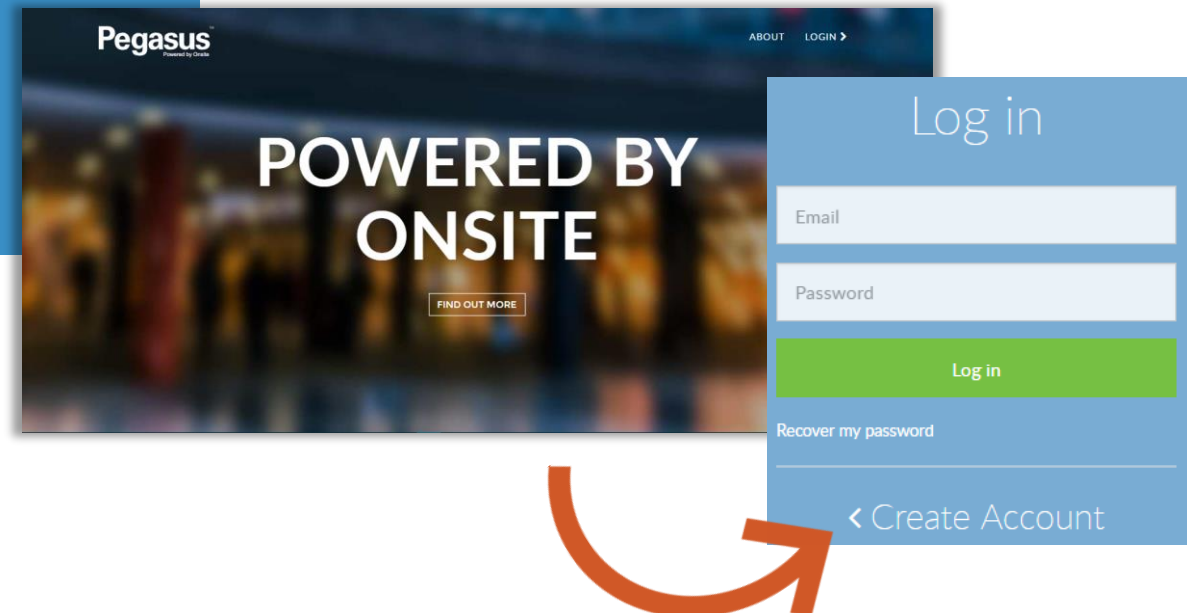 Pegasus™
Powered by Onsite
ABOUT LOGIN >
POWERED BY
ONSITE
FIND OUT MORE
Log in
Email
Password
Log in
Recover my password
< Create Account